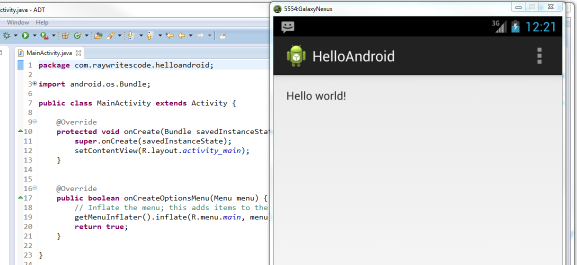 Activity.java - ADT
Window Help
MainActivity.java
1 package com.raywritescode.helloandroid;
2
3 import android.os.Bundle;
6
7 public class MainActivity extends Activity {
8
9 @Override
10 protected void onCreate(Bundle savedInstanceStat
11 super.onCreate(savedInstanceState);
12 setContentView(R.layout.activity_main);
13 }
14
15
16 @Override
17 public boolean onCreateOptionsMenu(Menu menu) {
18 // Inflate the menu; this adds items to the
19 getMenuInflater().inflate(R.menu.main, menu
20 return true;
21 }
22
23 }
5554:GalaxyNexus
3G 12:21
HelloAndroid
Hello world!